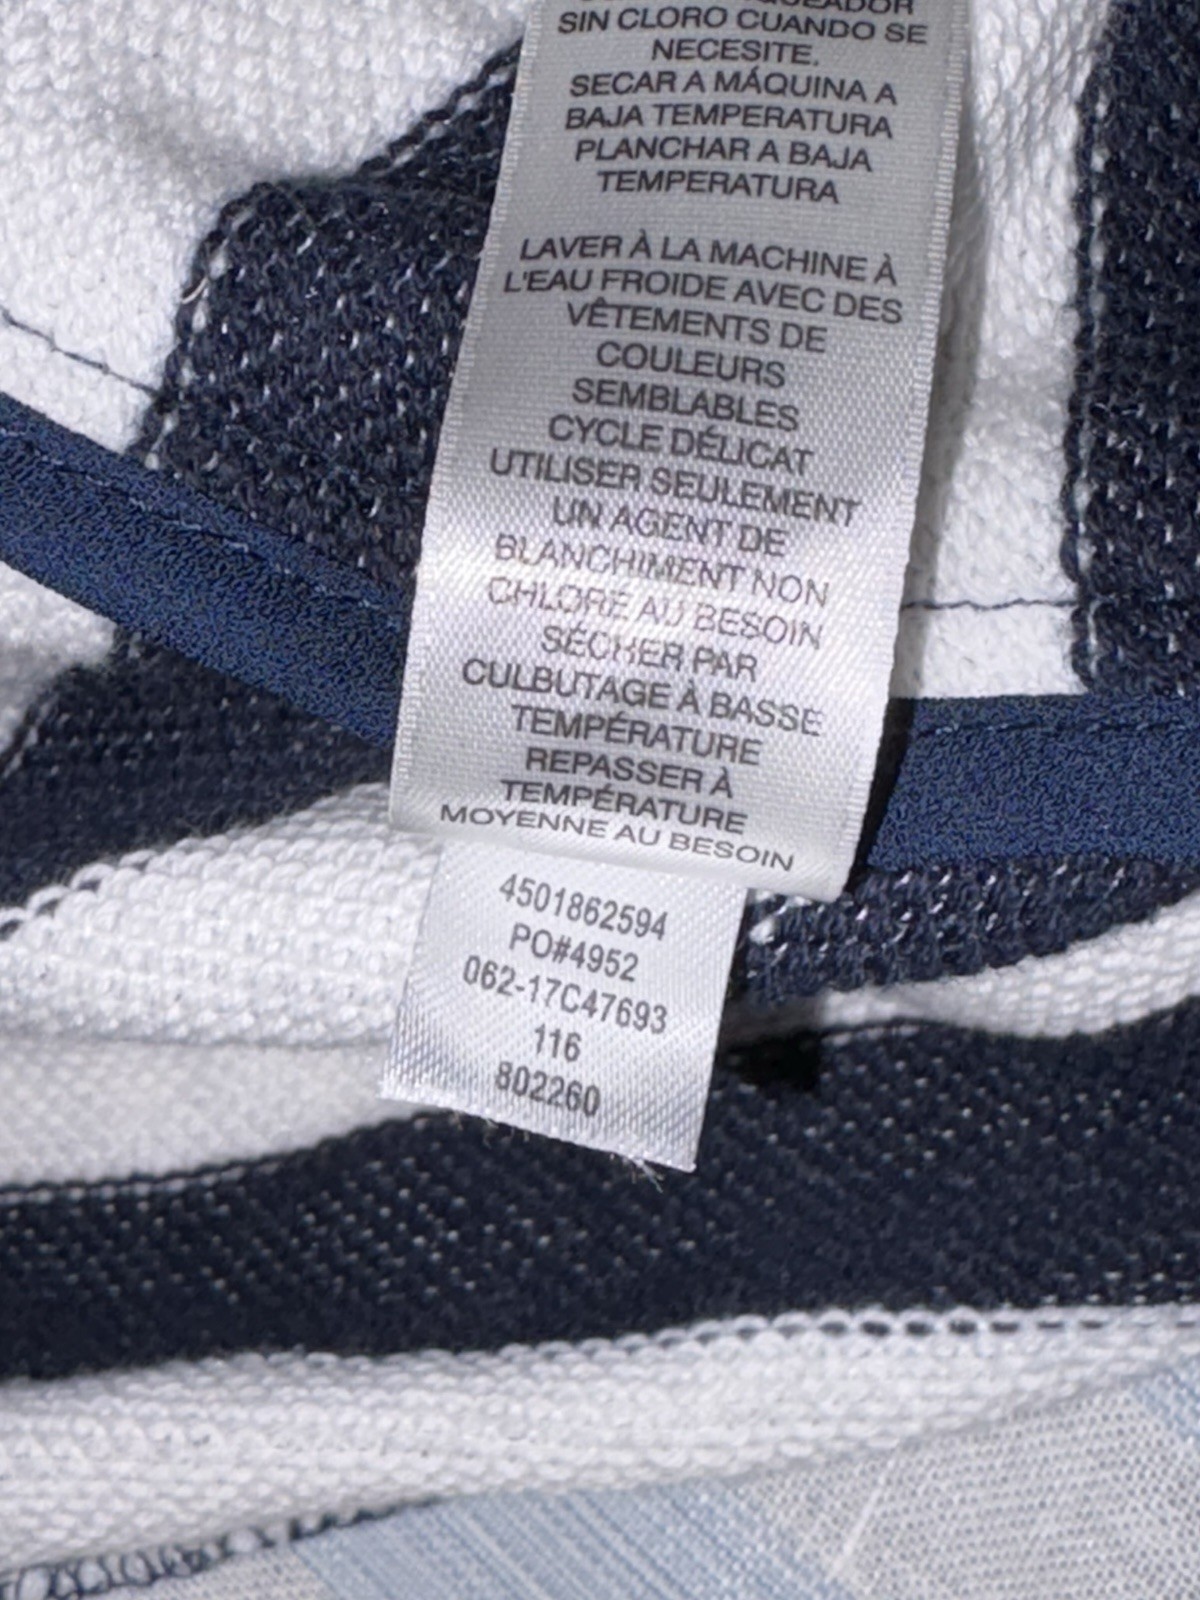 SIN CLORO CUANDO SE
NECESITE.
SECAR A MÁQUINA A
BAJA TEMPERATURA
PLANCHAR A BAJA
TEMPERATURA
LAVER À LA MACHINE À
L'EAU FROIDE AVEC DES
VÊTEMENTS DE
COULEURS
SEMBLABLES
CYCLE DÉLICAT
UTILISER SEULEMENT
UN AGENT DE
BLANCHIMENT NON
CHLORE AU BESOIN
SÉCHER PAR
CULBUTAGE À BASSE
TEMPÉRATURE
REPASSER À
TEMPÉRATURE
MOYENNE AU BESOIN
4501862594
PO#4952
062-17C47693
116
802260